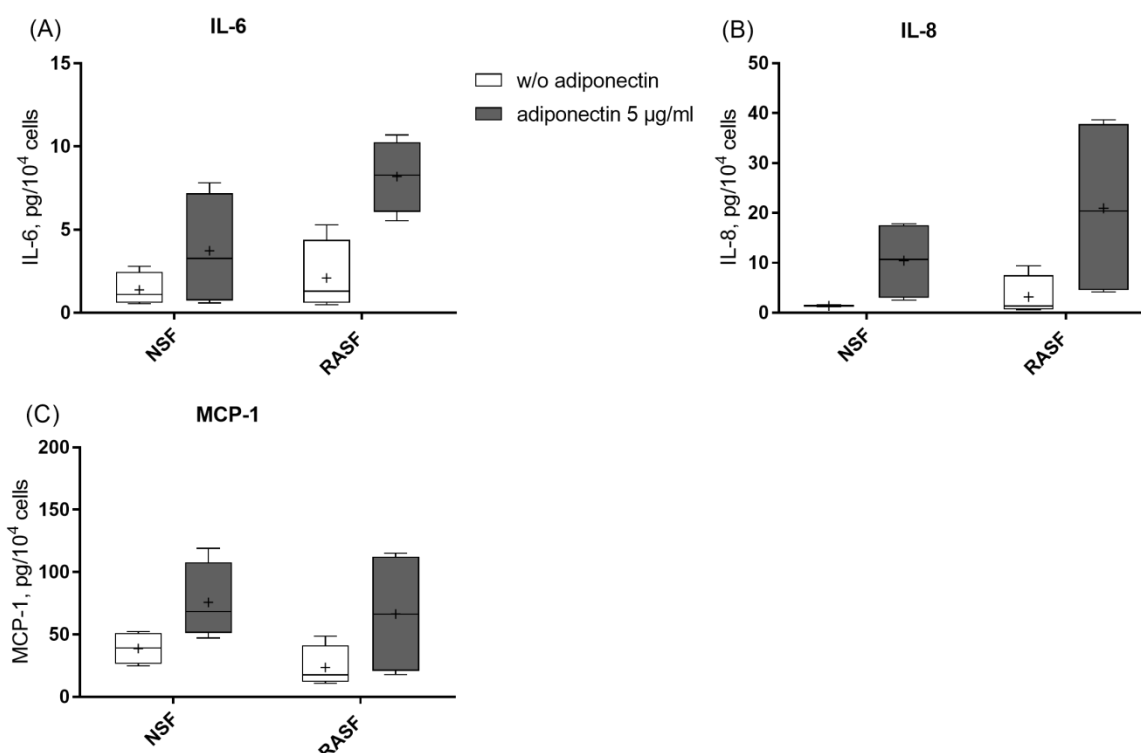 (A)
IL-6
15
10
5
0
IL-6, pg/10⁴ cells
NSF
RASF
w/o adiponectin
adiponectin 5 µg/ml
(B)
IL-8
50
40
30
20
10
0
IL-8, pg/10⁴ cells
NSF
RASF
(C)
MCP-1
200
150
100
50
0
MCP-1, pg/10⁴ cells
NSF
RASF